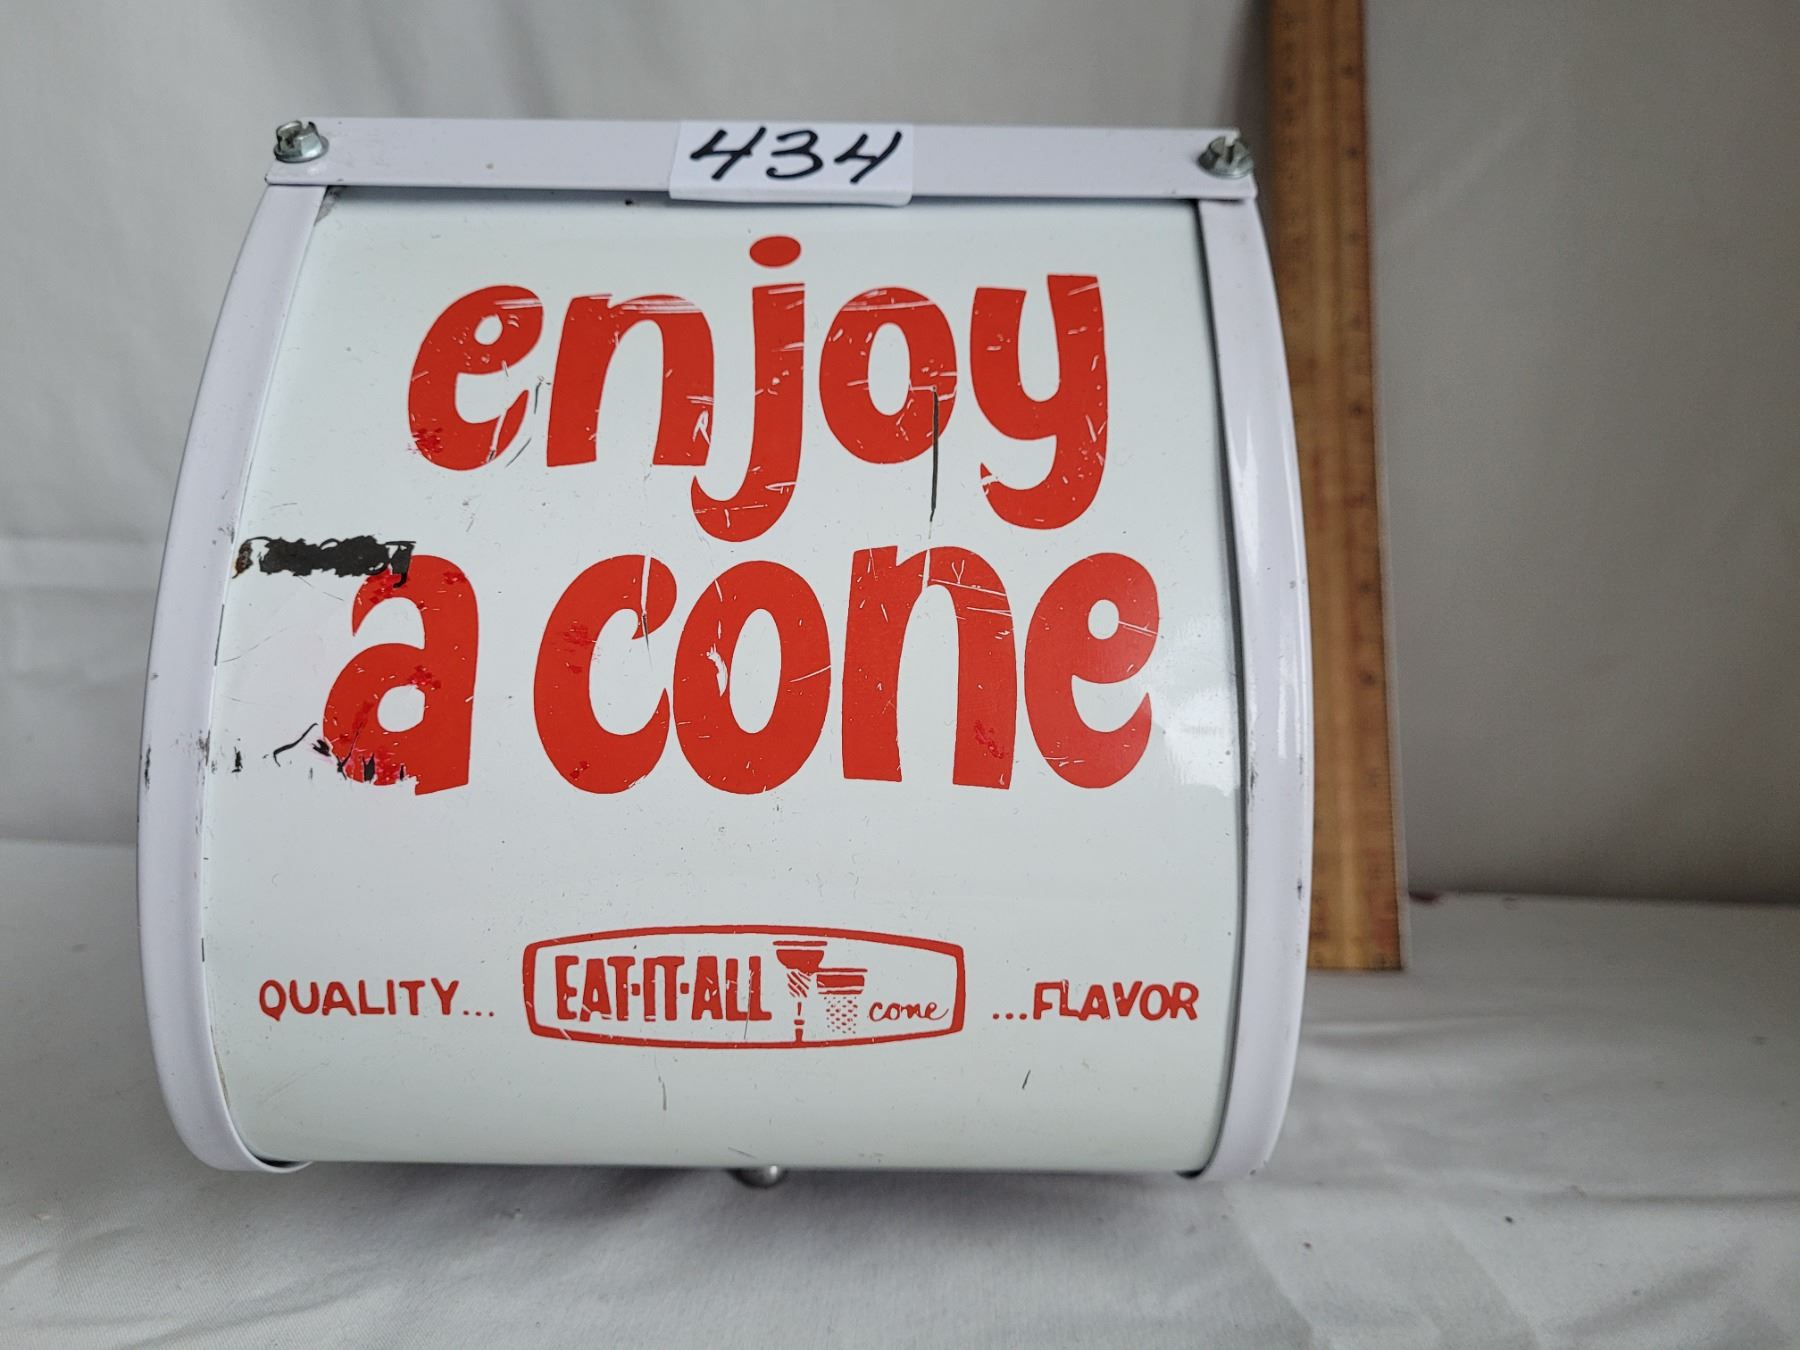 434
enjoy
a cone
QUALITY... EAT-IT-ALL cone ...FLAVOR